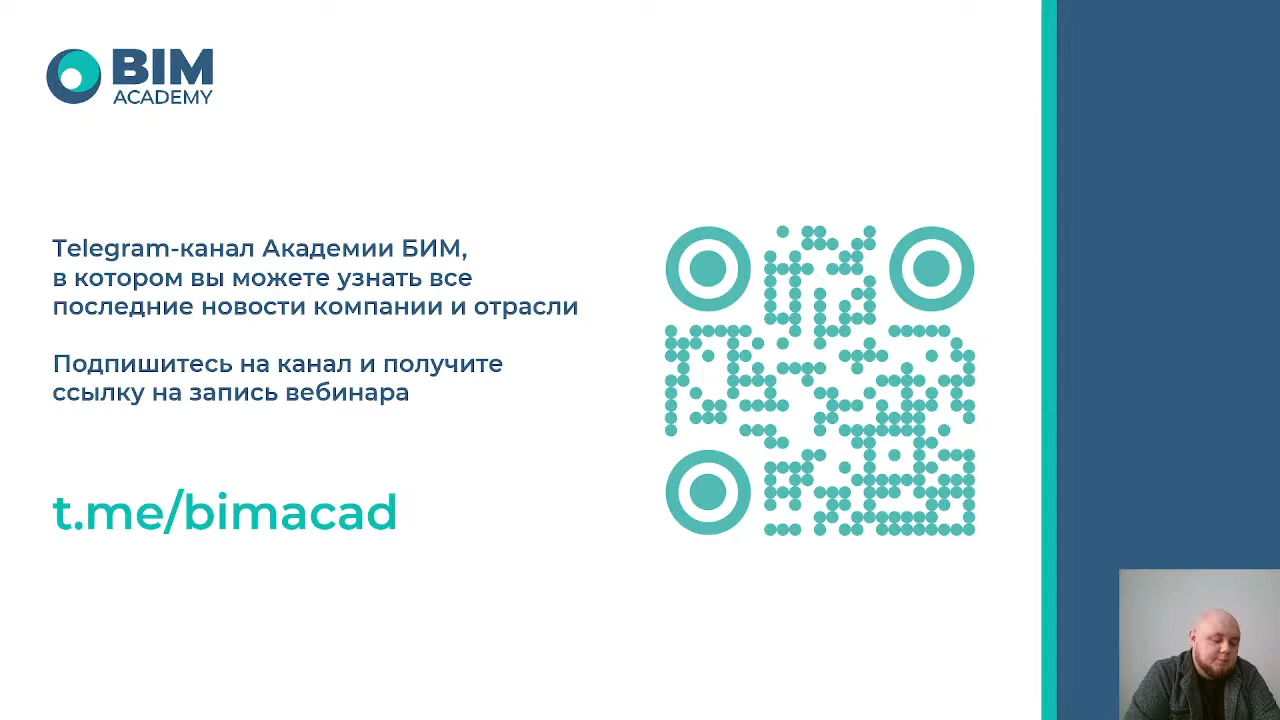 BIM
ACADEMY
Telegram-канал Академии БИМ,
в котором вы можете узнать все
последние новости компании и отрасли
Подпишитесь на канал и получите
ссылку на запись вебинара
t.me/bimacad